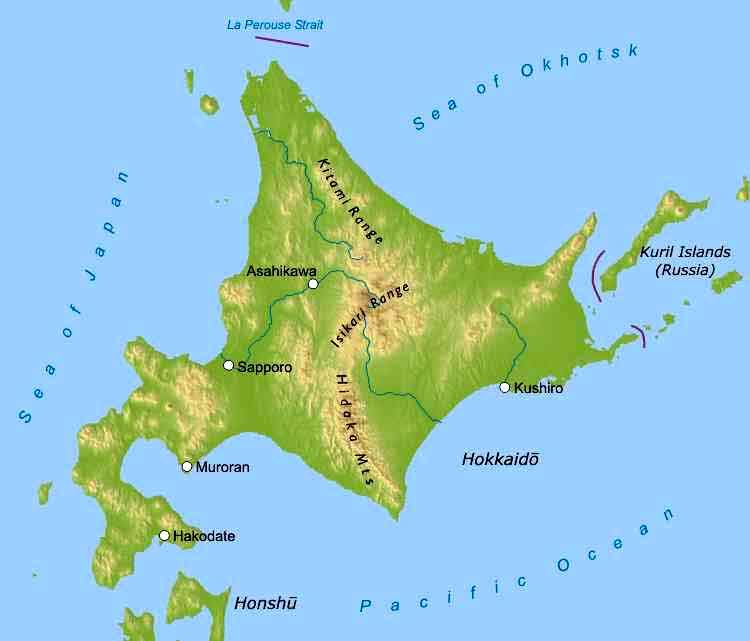 La Perouse Strait
Sea of Okhotsk
Kitami Range
Sea of Japan
Kuril Islands
(Russia)
Asahikawa
Isikari Range
Sapporo
Hidaka Mts
Kushiro
Hokkaidō
Muroran
Hakodate
Pacific Ocean
Honshū